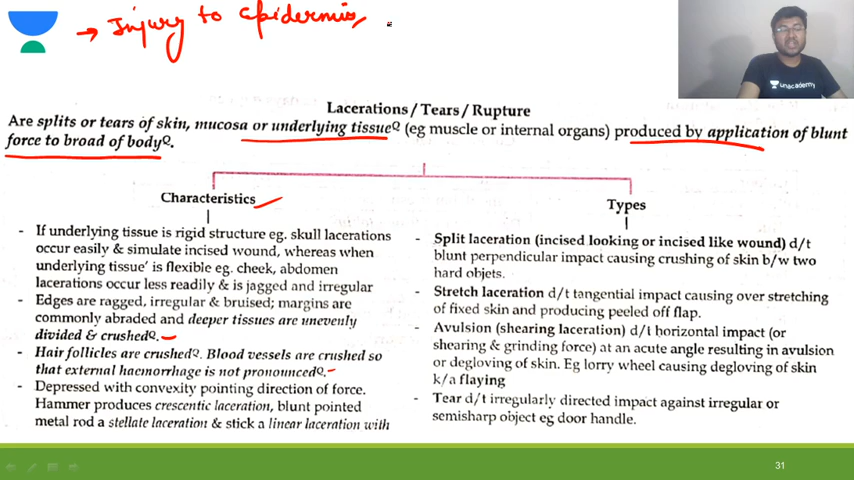 → Injury to epidermis,
unacademy
Lacerations / Tears / Rupture
Are splits or tears of skin, mucosa or underlying tissueQ (eg muscle or internal organs) produced by application of blunt
force to broad of bodyQ.
Characteristics
- If underlying tissue is rigid structure eg. skull lacerations
occur easily & simulate incised wound, whereas when
underlying tissue' is flexible eg. cheek, abdomen
lacerations occur less readily & is jagged and irregular
- Edges are ragged, irregular & bruised; margins are
commonly abraded and deeper tissues are unevenly
divided & crushedQ.
- Hair follicles are crushedQ. Blood vessels are crushed so
that external haemorrhage is not pronouncedQ.
- Depressed with convexity pointing direction of force.
Hammer produces crescentic laceration, blunt pointed
metal rod a stellate laceration & stick a linear laceration with
Types
- Split laceration (incised looking or incised like wound) d/t
blunt perpendicular impact causing crushing of skin b/w two
hard objets.
- Stretch laceration d/t tangential impact causing over stretching
of fixed skin and producing peeled off flap.
- Avulsion (shearing laceration) d/t horizontal impact (or
shearing & grinding force) at an acute angle resulting in avulsion
or degloving of skin. Eg lorry wheel causing degloving of skin
k/a flaying
- Tear d/t irregularly directed impact against irregular or
semisharp object eg door handle.
31